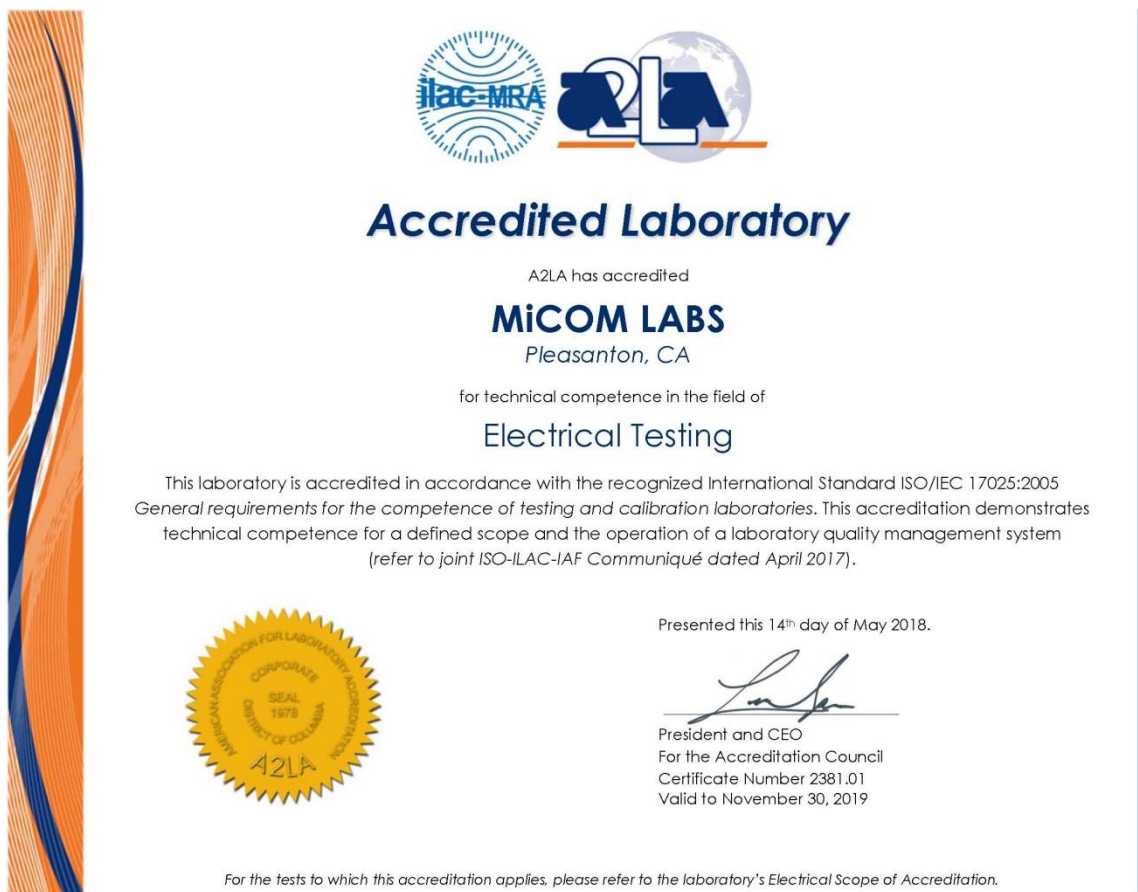 ilac-MRA
A2LA
Accredited Laboratory
A2LA has accredited
MiCOM LABS
Pleasanton, CA
for technical competence in the field of
Electrical Testing
This laboratory is accredited in accordance with the recognized International Standard ISO/IEC 17025:2005
General requirements for the competence of testing and calibration laboratories. This accreditation demonstrates
technical competence for a defined scope and the operation of a laboratory quality management system
(refer to joint ISO-ILAC-IAF Communiqué dated April 2017).
AMERICAN ASSOCIATION FOR LABORATORY ACCREDITATION
CORPORATE
SEAL
1978
DISTRICT OF COLUMBIA
A2LA
Presented this 14th day of May 2018.
President and CEO
For the Accreditation Council
Certificate Number 2381.01
Valid to November 30, 2019
For the tests to which this accreditation applies, please refer to the laboratory's Electrical Scope of Accreditation.